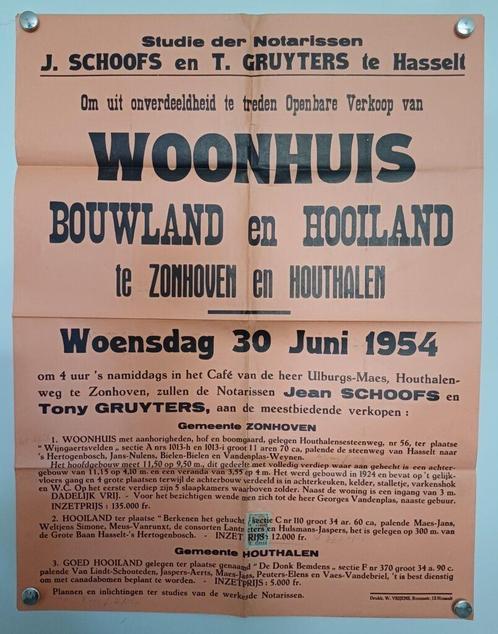 Studie der Notarissen
J. SCHOOFS en T. GRUYTERS te Hasselt
Om uit onverdeeldheid te treden Openbare Verkoop van
WOONHUIS
BOUWLAND en HOOILAND
te ZONHOVEN en HOUTHALEN
Woensdag 30 Juni 1954
om 4 uur 's namiddags in het Café van de heer Ulburgs-Maes, Houthalen-
weg te Zonhoven, zullen de Notarissen Jean SCHOOFS en
Tony GRUYTERS, aan de meestbiedende verkopen :
Gemeente ZONHOVEN
1. WOONHUIS met aanhorigheden, hof en boomgaard, gelegen Houthalensesteenweg, nr 56, ter plaatse
"Wijngaertsvelden„ sectie A nrs 1013-h en 1013-i groot 11 aren 70 ca, palende de steenweg van Hasselt naar
's Hertogenbosch, Jans-Nulens, Bielen-Bielen en Vandenplas-Weynen.
Het hoofdgebouw meet 11,50 op 9,50 m., dit gedeelt met volledig verdiep waar aan gehecht is een achter-
gebouw van 11,15 op 4,10 m. en een veranda van 3,55 op 4 m. Het werd gebouwd in 1924 en bevat op 't gelijk-
vloers gang en 4 grote plaatsen terwijl de achterbouw verdeeld is in achterkeuken, kelder, stalletje, varkenshok
en W.C. Op het eerste verdiep zijn 5 slaapkamers waarboven zolder. Naast de woning is een ingang van 3 m.
DADELIJK VRIJ. - Voor de bezichtigen wende men zich tot de heer Georges Vandenplas, naaste gebuur.
INZETPRIJS : 135.000 fr.
2. HOOILAND ter plaatse "Berkenen het gehucht, sectie C nr 110 groot 34 ar. 60 ca, palende Maes-Jans,
Weltjens Simone, Meus-Vanrunxt, de consorten Lantmeters en Hulsmans-Jaspers, het is gelegen op 300 m. van
de Grote Baan Hasselt-'s Hertogenbosch. - INZETPRIJS : 12.000 fr.
Gemeente HOUTHALEN
3. GOED HOOILAND gelegen ter plaatse genaamd "De Donk Bemdens„ sectie F nr 370 groot 34 a. 90 c.
palende Van Lindt-Schouteden, Jaspers-Aerts, Maes-Jans, Peuters-Elens en Vaes-Vandebriel, 't is best dienstig
om met canadabomen beplant te worden. - INZETPRIJS : 5.000 fr.
Plannen en inlichtingen ter studies van de werkende Notarissen.
Drukk. W. VRIJENS, Hasselt